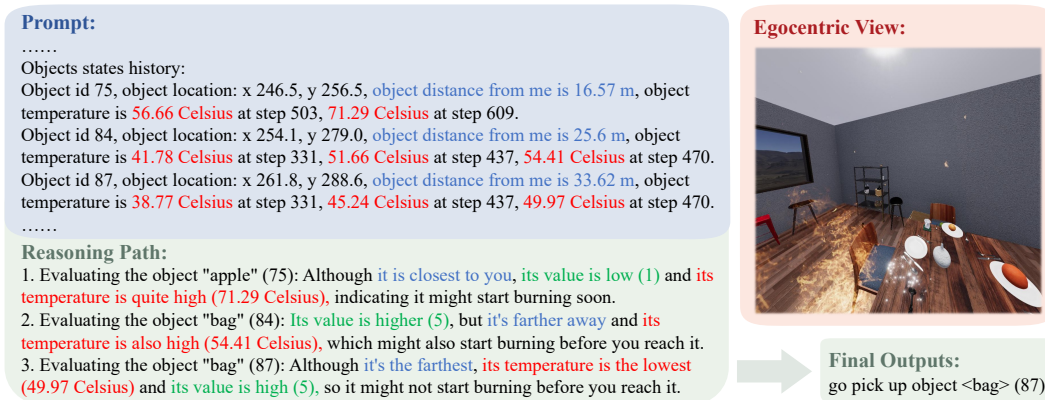 Prompt:
……
Objects states history:
Object id 75, object location: x 246.5, y 256.5, object distance from me is 16.57 m, object
temperature is 56.66 Celsius at step 503, 71.29 Celsius at step 609.
Object id 84, object location: x 254.1, y 279.0, object distance from me is 25.6 m, object
temperature is 41.78 Celsius at step 331, 51.66 Celsius at step 437, 54.41 Celsius at step 470.
Object id 87, object location: x 261.8, y 288.6, object distance from me is 33.62 m, object
temperature is 38.77 Celsius at step 331, 45.24 Celsius at step 437, 49.97 Celsius at step 470.
……
Reasoning Path:
1. Evaluating the object "apple" (75): Although it is closest to you, its value is low (1) and its
temperature is quite high (71.29 Celsius), indicating it might start burning soon.
2. Evaluating the object "bag" (84): Its value is higher (5), but it's farther away and its
temperature is also high (54.41 Celsius), which might also start burning before you reach it.
3. Evaluating the object "bag" (87): Although it's the farthest, its temperature is the lowest
(49.97 Celsius) and its value is high (5), so it might not start burning before you reach it.
Egocentric View:
Final Outputs:
go pick up object <bag> (87)